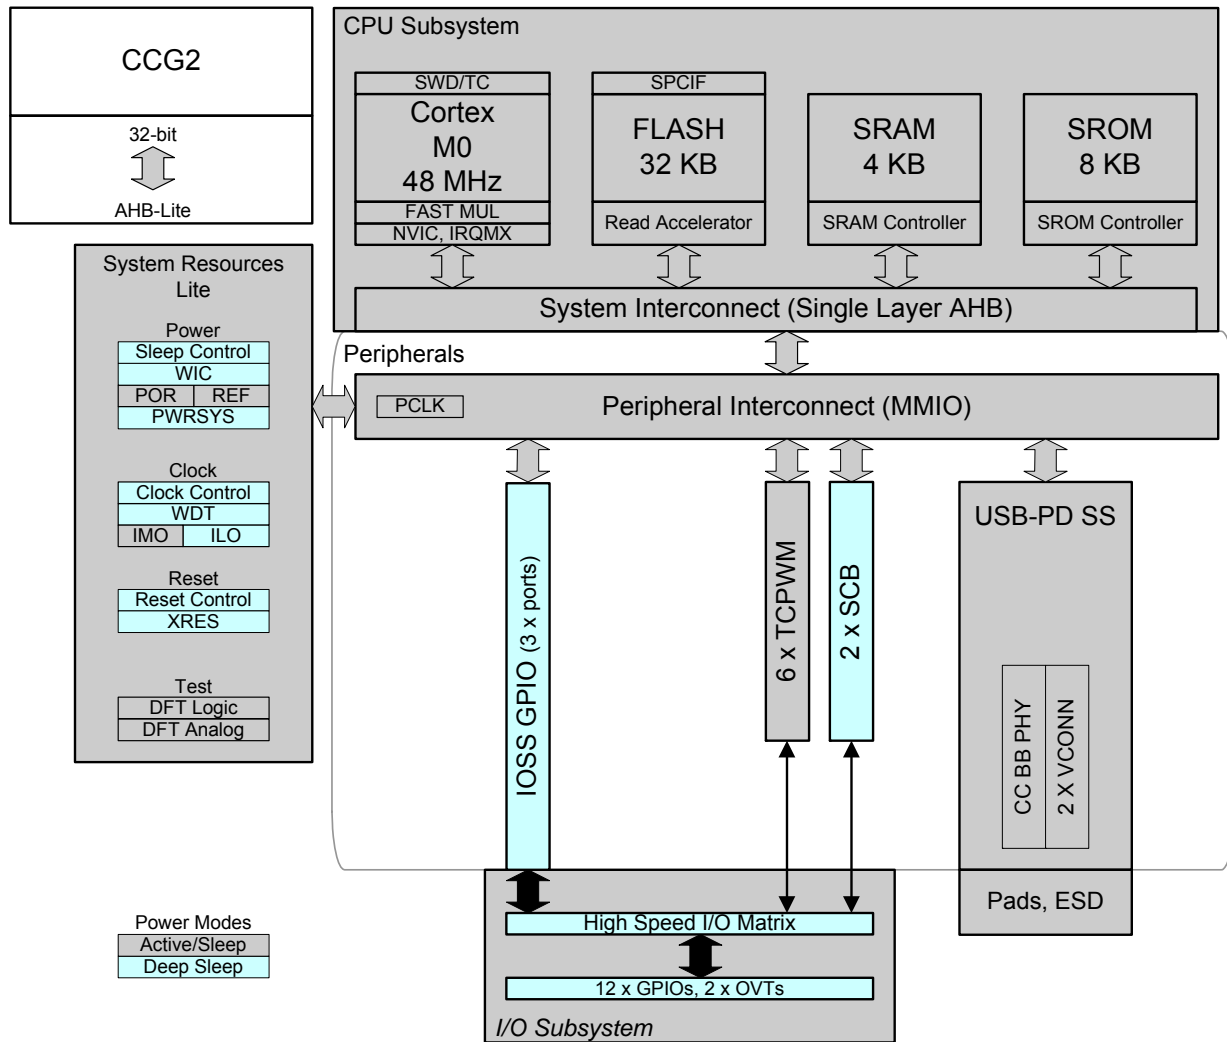 CCG2
32-bit
AHB-Lite
CPU Subsystem
SWD/TC
Cortex
M0
48 MHz
FAST MUL
NVIC, IRQMX
SPCIF
FLASH
32 KB
Read Accelerator
SRAM
4 KB
SRAM Controller
SROM
8 KB
SROM Controller
System Interconnect (Single Layer AHB)
System Resources
Lite
Power
Sleep Control
WIC
POR REF
PWRSYS
Clock
Clock Control
WDT
IMO ILO
Reset
Reset Control
XRES
Test
DFT Logic
DFT Analog
Peripherals
PCLK
Peripheral Interconnect (MMIO)
IOSS GPIO (3 x ports)
6 x TCPWM
2 x SCB
USB-PD SS
CC BB PHY
2 X VCONN
Pads, ESD
High Speed I/O Matrix
12 x GPIOs, 2 x OVTs
I/O Subsystem
Power Modes
Active/Sleep
Deep Sleep